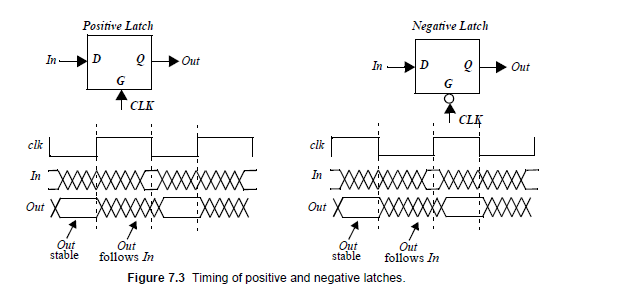 Positive Latch
In
D
Q
Out
G
CLK
clk
In
Out
Out
stable
Out
follows In
Negative Latch
In
D
Q
Out
G
CLK
clk
In
Out
Out
stable
Out
follows In
Figure 7.3 Timing of positive and negative latches.